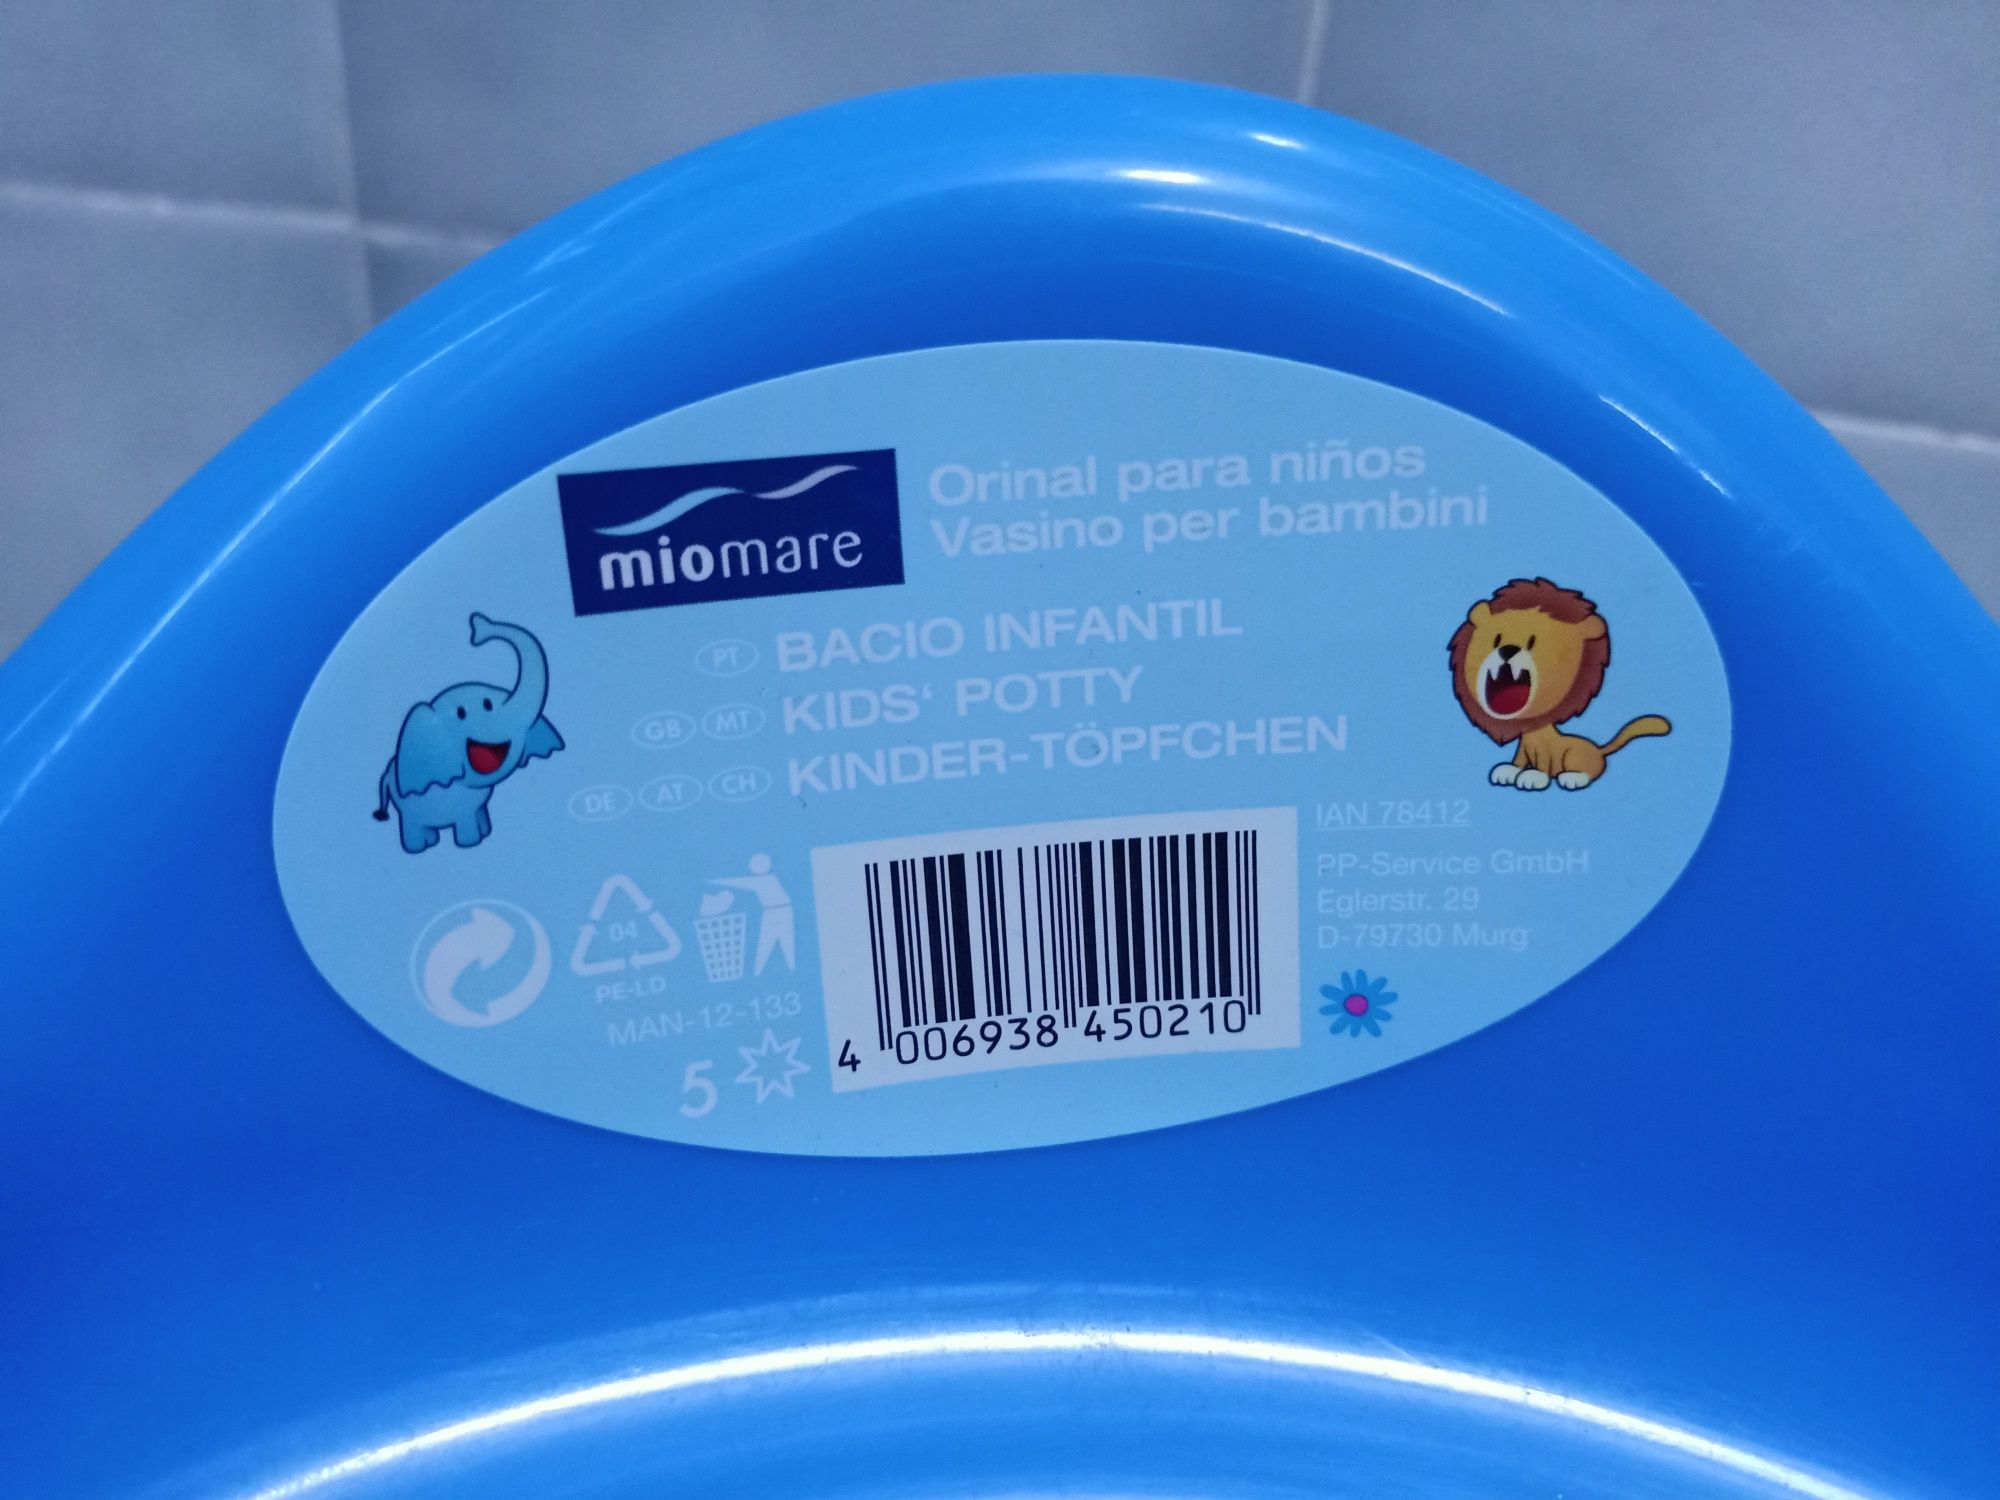 miomare
Orinal para niños
Vasino per bambini
PT BACIO INFANTIL
GB MT KIDS‘ POTTY
DE AT CH KINDER-TÖPFCHEN
IAN 78412
PP-Service GmbH
Eglerstr. 29
D-79730 Murg
04
PE-LD
MAN-12-133
5
4 006938 450210